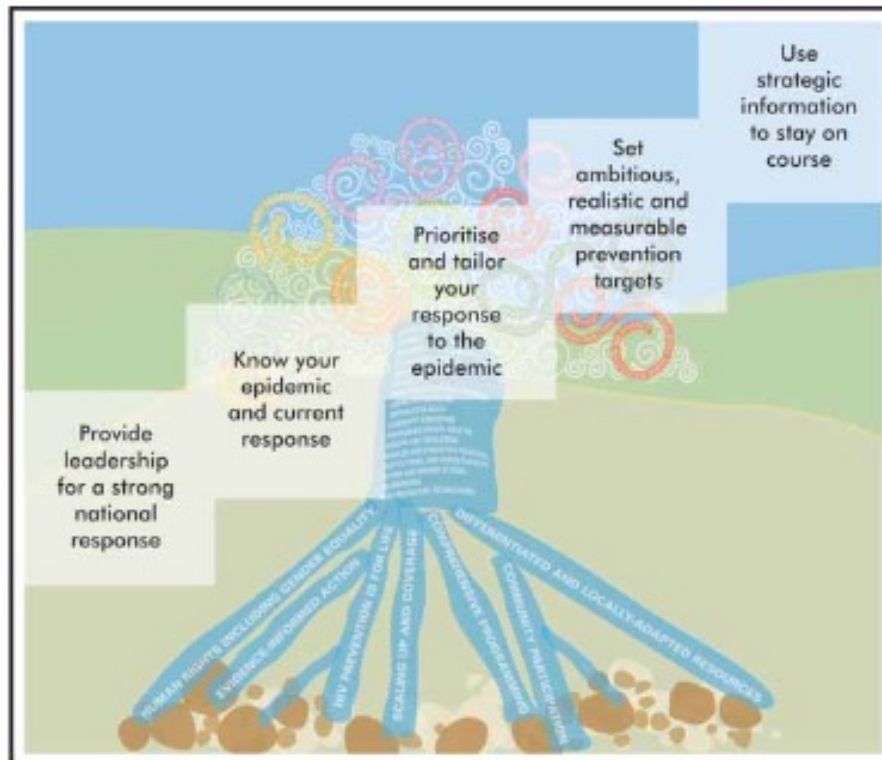 Use
strategic
information
to stay on
course
Set
ambitious,
realistic and
measurable
prevention
targets
Prioritise
and tailor
your
response
to the
epidemic
Know your
epidemic
and current
response
Provide
leadership
for a strong
national
response
HUMAN RIGHTS INCLUDING GENDER EQUALITY
EVIDENCE INFORMED ACTION
HIV PREVENTION IS FOR LIFE
SCALING UP AND COVERAGE
COMPREHENSIVE PROGRAMMING
COMMUNITY PARTICIPATION
DIFFERENTIATED AND LOCALLY-ADAPTED RESOURCES